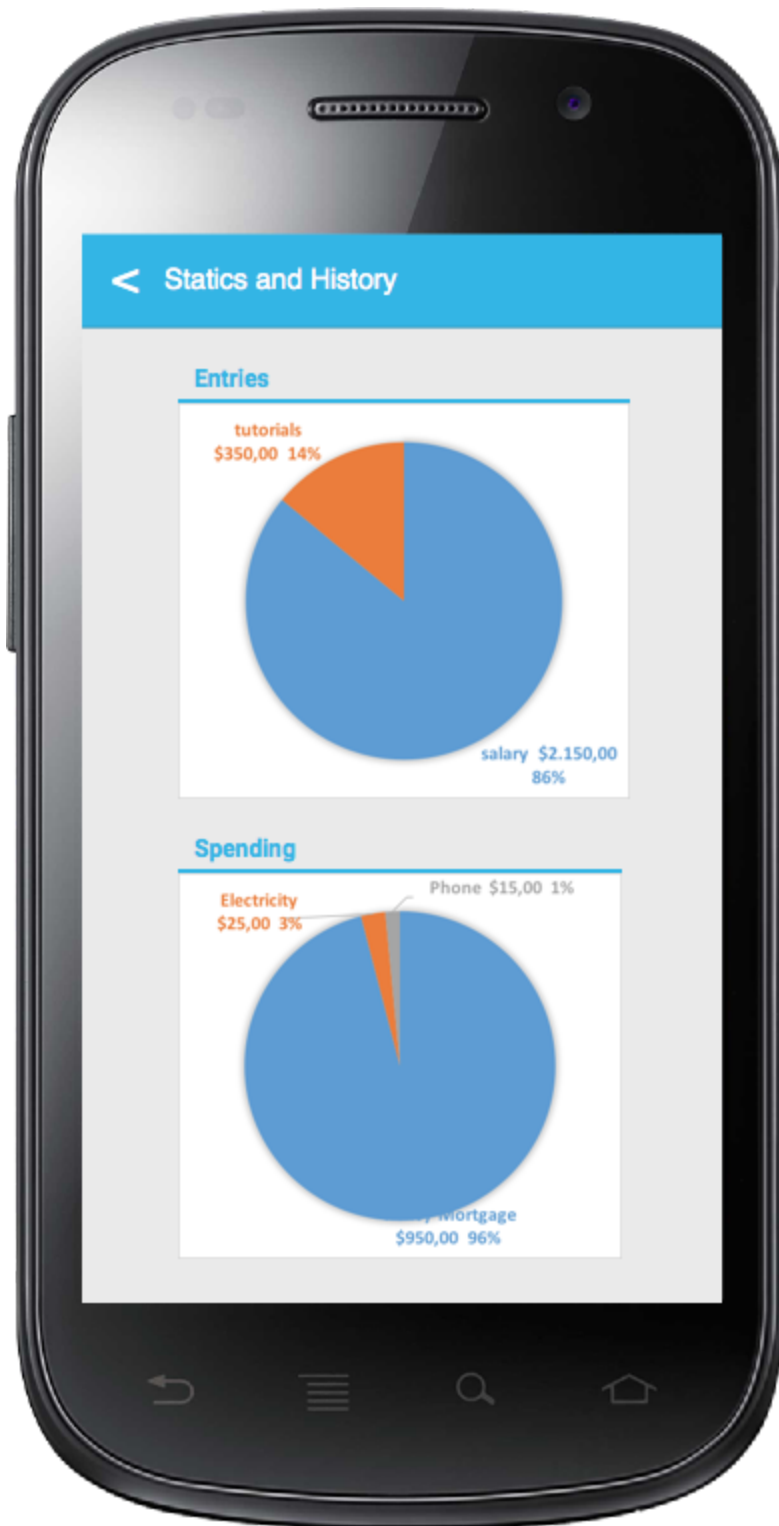 < Statics and History
Entries
tutorials
$350,00 14%
salary $2.150,00
86%
Spending
Phone $15,00 1%
Electricity
$25,00 3%
Mortgage
$950,00 96%